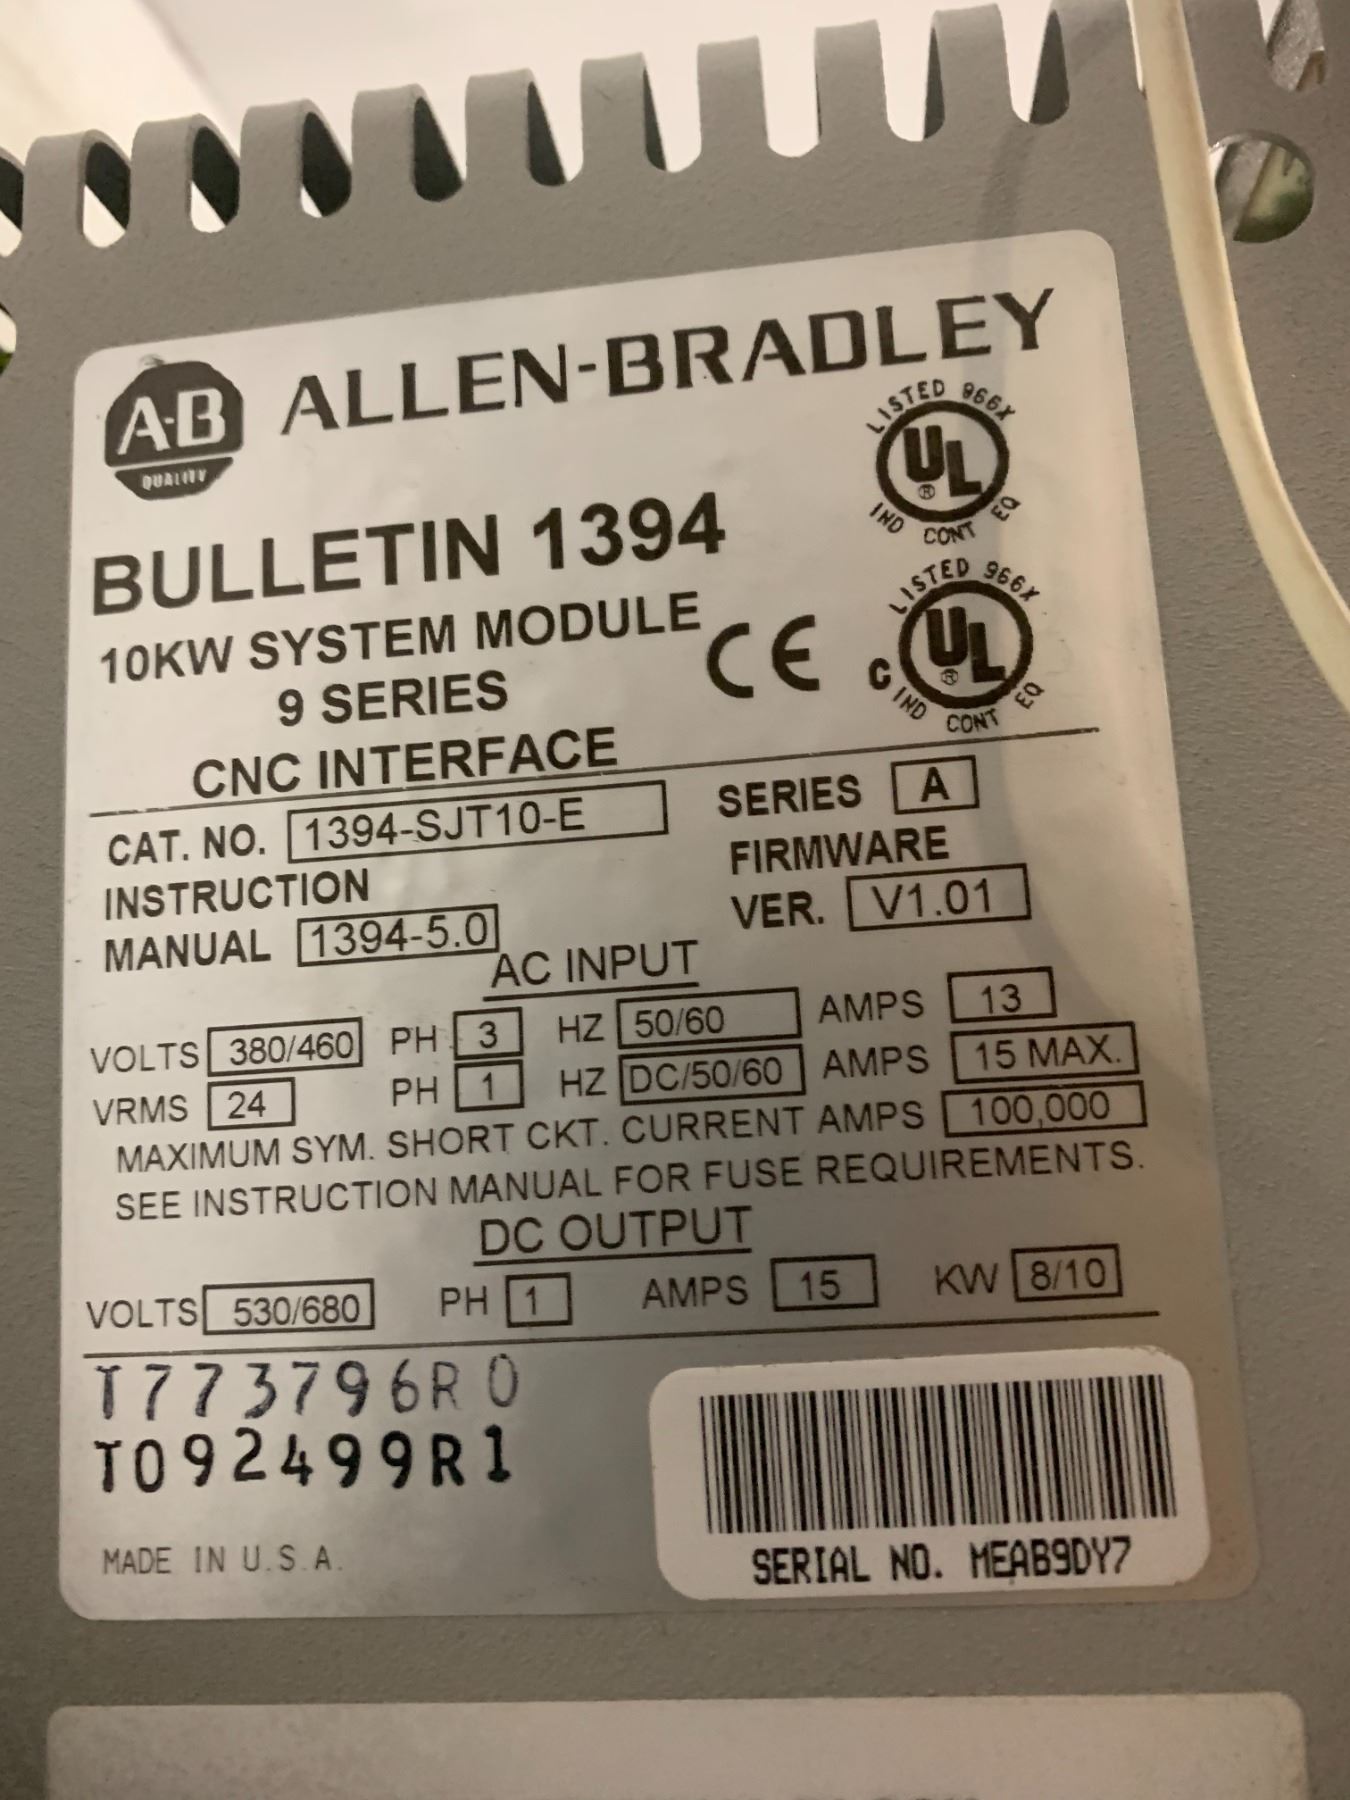 A-B QUALITY ALLEN-BRADLEY
LISTED 966X
UL ®
IND CONT EQ
BULLETIN 1394
10KW SYSTEM MODULE
9 SERIES
CNC INTERFACE
CE
LISTED 966X
C UL ®
IND CONT EQ
CAT. NO. 1394-SJT10-E SERIES A
INSTRUCTION FIRMWARE
MANUAL 1394-5.0 VER. V1.01
AC INPUT
VOLTS 380/460 PH 3 HZ 50/60 AMPS 13
VRMS 24 PH 1 HZ DC/50/60 AMPS 15 MAX.
MAXIMUM SYM. SHORT CKT. CURRENT AMPS 100,000
SEE INSTRUCTION MANUAL FOR FUSE REQUIREMENTS.
DC OUTPUT
VOLTS 530/680 PH 1 AMPS 15 KW 8/10
T773796R0
T092499R1
MADE IN U.S.A.
SERIAL NO. MEAB9DY7